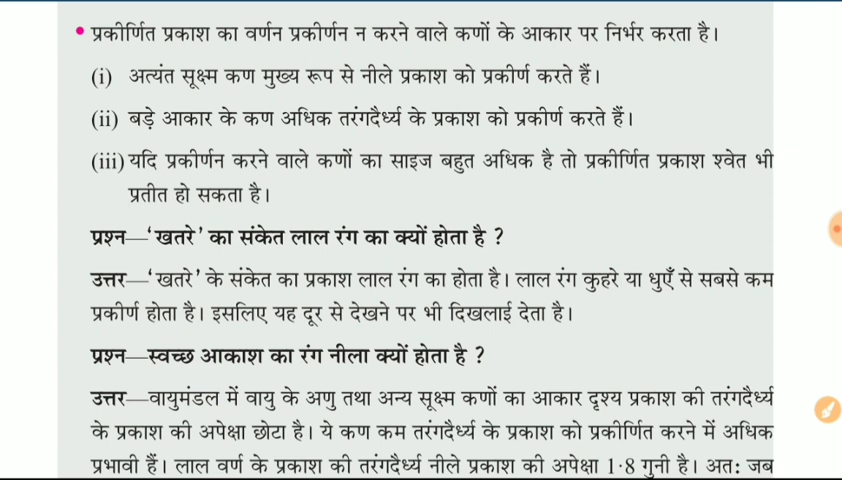 • प्रकीर्णित प्रकाश का वर्णन प्रकीर्णन न करने वाले कणों के आकार पर निर्भर करता है।
(i) अत्यंत सूक्ष्म कण मुख्य रूप से नीले प्रकाश को प्रकीर्ण करते हैं।
(ii) बड़े आकार के कण अधिक तरंगदैर्ध्य के प्रकाश को प्रकीर्ण करते हैं।
(iii) यदि प्रकीर्णन करने वाले कणों का साइज बहुत अधिक है तो प्रकीर्णित प्रकाश श्वेत भी
प्रतीत हो सकता है।
प्रश्न—‘खतरे’ का संकेत लाल रंग का क्यों होता है ?
उत्तर—‘खतरे’ के संकेत का प्रकाश लाल रंग का होता है। लाल रंग कुहरे या धुएँ से सबसे कम
प्रकीर्ण होता है। इसलिए यह दूर से देखने पर भी दिखलाई देता है।
प्रश्न—स्वच्छ आकाश का रंग नीला क्यों होता है ?
उत्तर—वायुमंडल में वायु के अणु तथा अन्य सूक्ष्म कणों का आकार दृश्य प्रकाश की तरंगदैर्ध्य
के प्रकाश की अपेक्षा छोटा है। ये कण कम तरंगदैर्ध्य के प्रकाश को प्रकीर्णित करने में अधिक
प्रभावी हैं। लाल वर्ण के प्रकाश की तरंगदैर्ध्य नीले प्रकाश की अपेक्षा 1·8 गुनी है। अत: जब